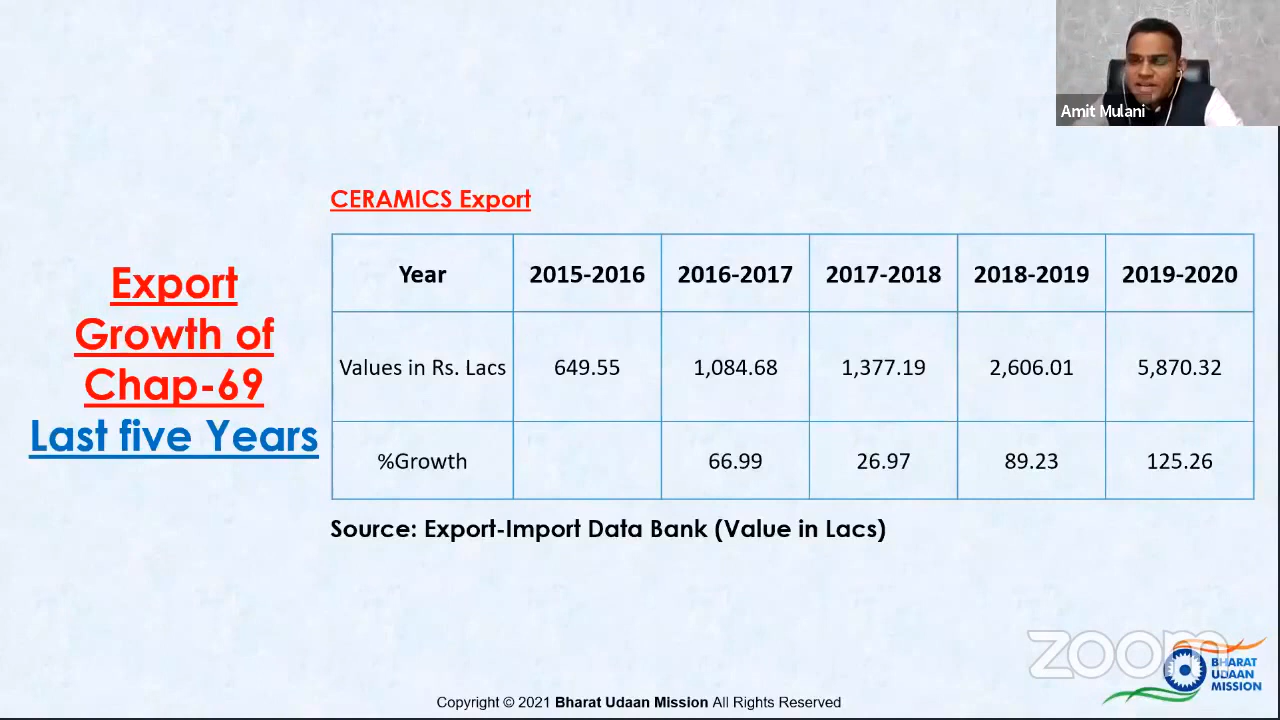 Amit Mulani
CERAMICS Export
Export
Growth of
Chap-69
Last five Years
Year 2015-2016 2016-2017 2017-2018 2018-2019 2019-2020
Values in Rs. Lacs 649.55 1,084.68 1,377.19 2,606.01 5,870.32
%Growth 66.99 26.97 89.23 125.26
Source: Export-Import Data Bank (Value in Lacs)
zoom
BHARAT
UDAAN
MISSION
Copyright © 2021 Bharat Udaan Mission All Rights Reserved